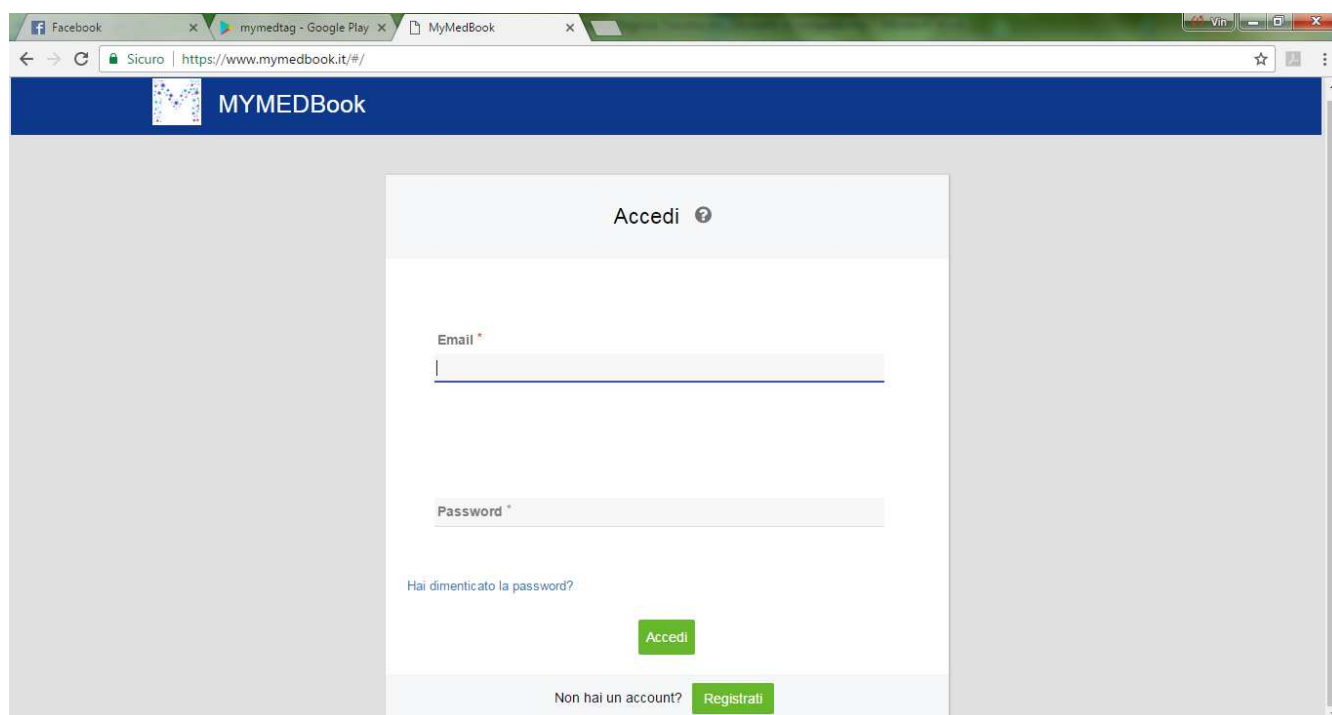 Facebook
mymedtag - Google Play
MyMedBook
Vin
Sicuro https://www.mymedbook.it/#/
MYMEDBook
Accedi
Email *
Password *
Hai dimenticato la password?
Accedi
Non hai un account? Registrati